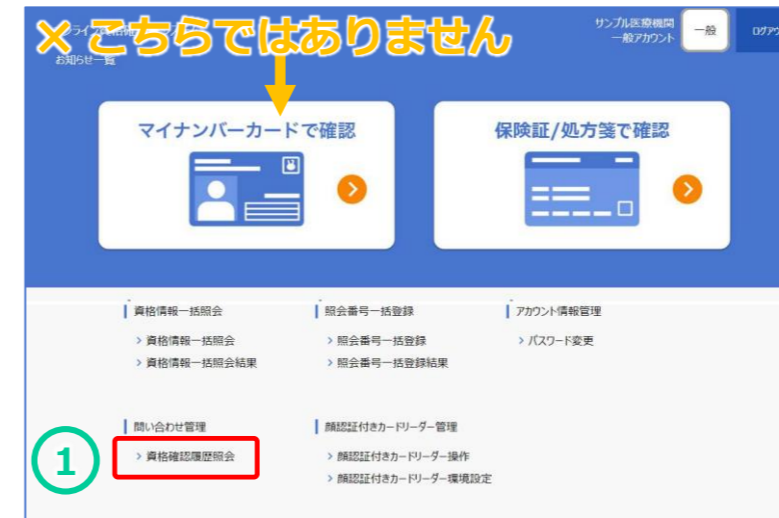 × こちらではありません
サンプル医療機関
一般アカウント
一般
お知らせ一覧
マイナンバーカードで確認
保険証/処方箋で確認
資格情報一括照会
照会番号一括登録
アカウント情報管理
> 資格情報一括照会
> 照会番号一括登録
> パスワード変更
> 資格情報一括照会結果
> 照会番号一括登録結果
問い合わせ管理
顔認証付きカードリーダー管理
1
> 資格確認履歴照会
> 顔認証付きカードリーダー操作
> 顔認証付きカードリーダー環境設定